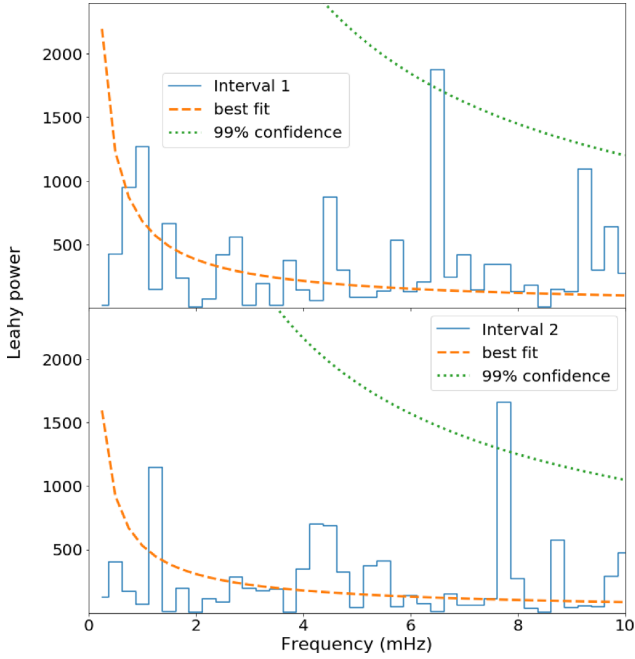 2000
1500
1000
500
Interval 1
best fit
99% confidence
Leahy power
2000
1500
1000
500
Interval 2
best fit
99% confidence
0 2 4 6 8 10
Frequency (mHz)